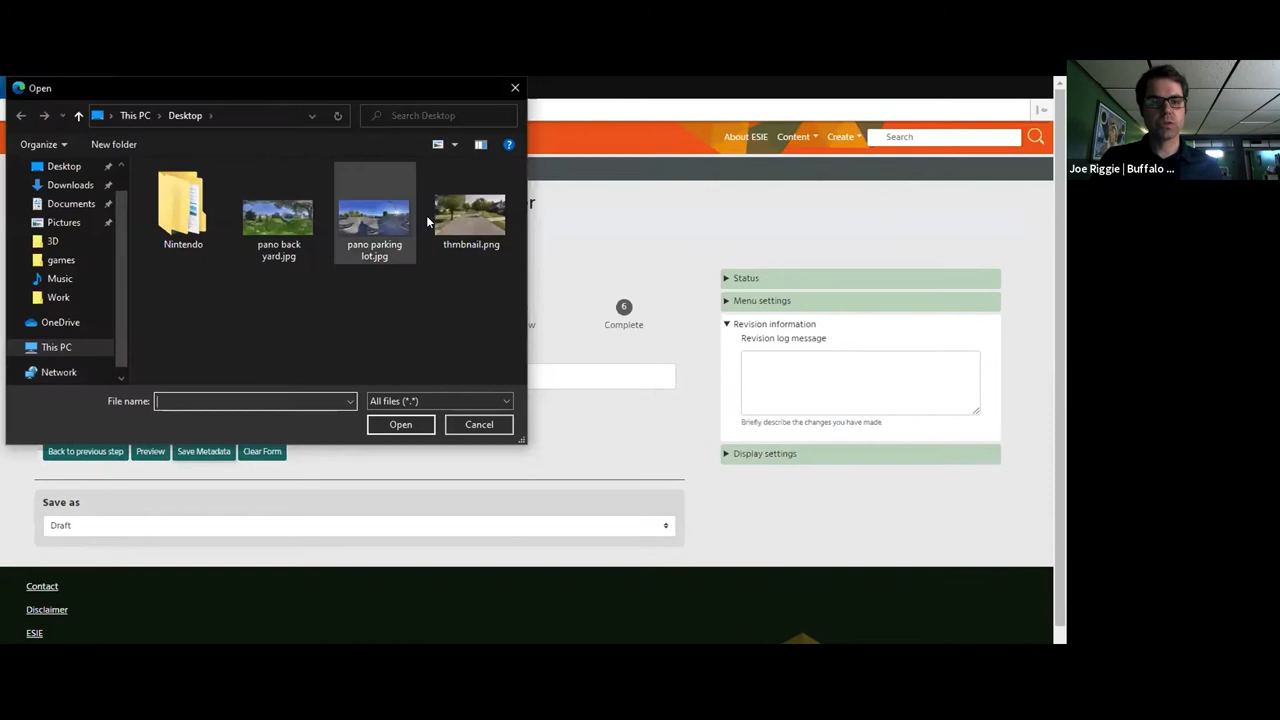 Open
This PC > Desktop >
Search Desktop
Organize
New folder
Desktop
Downloads
Documents
Pictures
3D
games
Music
Work
OneDrive
This PC
Network
Nintendo
pano back
yard.jpg
pano parking
lot.jpg
thmbnail.png
File name:
All files (*.*)
Open
Cancel
About ESIE
Content
Create
Search
Joe Riggie | Buffalo ...
6
Complete
Status
Menu settings
Revision information
Revision log message
Briefly describe the changes you have made.
Display settings
Back to previous step
Preview
Save Metadata
Clear Form
Save as
Draft
Contact
Disclaimer
ESIE